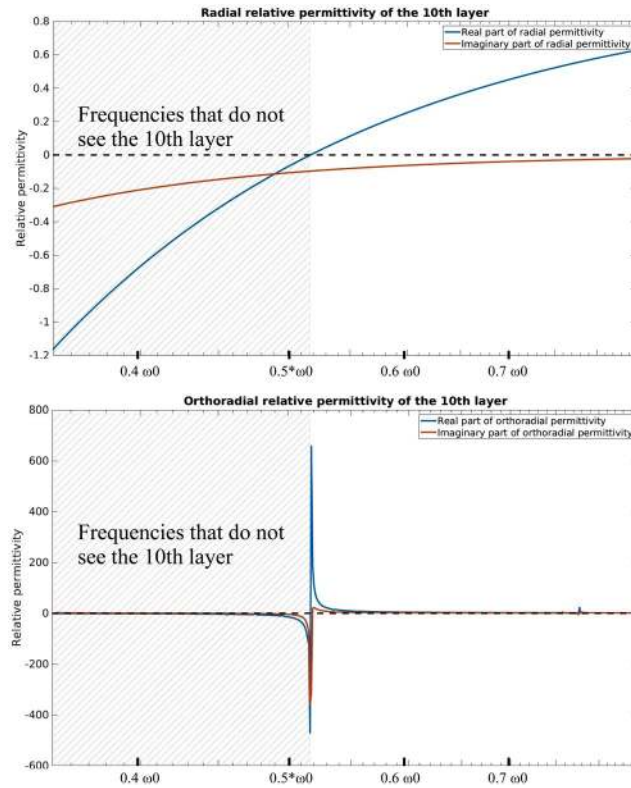 Radial relative permittivity of the 10th layer
0.8
Real part of radial permittivity
Imaginary part of radial permittivity
0.6
0.4
Frequencies that do not
see the 10th layer
0.2
0
-0.2
-0.4
-0.6
-0.8
-1
-1.2
Relative permittivity
0.4 ω0
0.5*ω0
0.6 ω0
0.7 ω0
Orthoradial relative permittivity of the 10th layer
800
Real part of orthoradial permittivity
Imaginary part of orthoradial permittivity
600
400
Frequencies that do not
see the 10th layer
200
0
-200
-400
-600
Relative permittivity
0.4 ω0
0.5*ω0
0.6 ω0
0.7 ω0